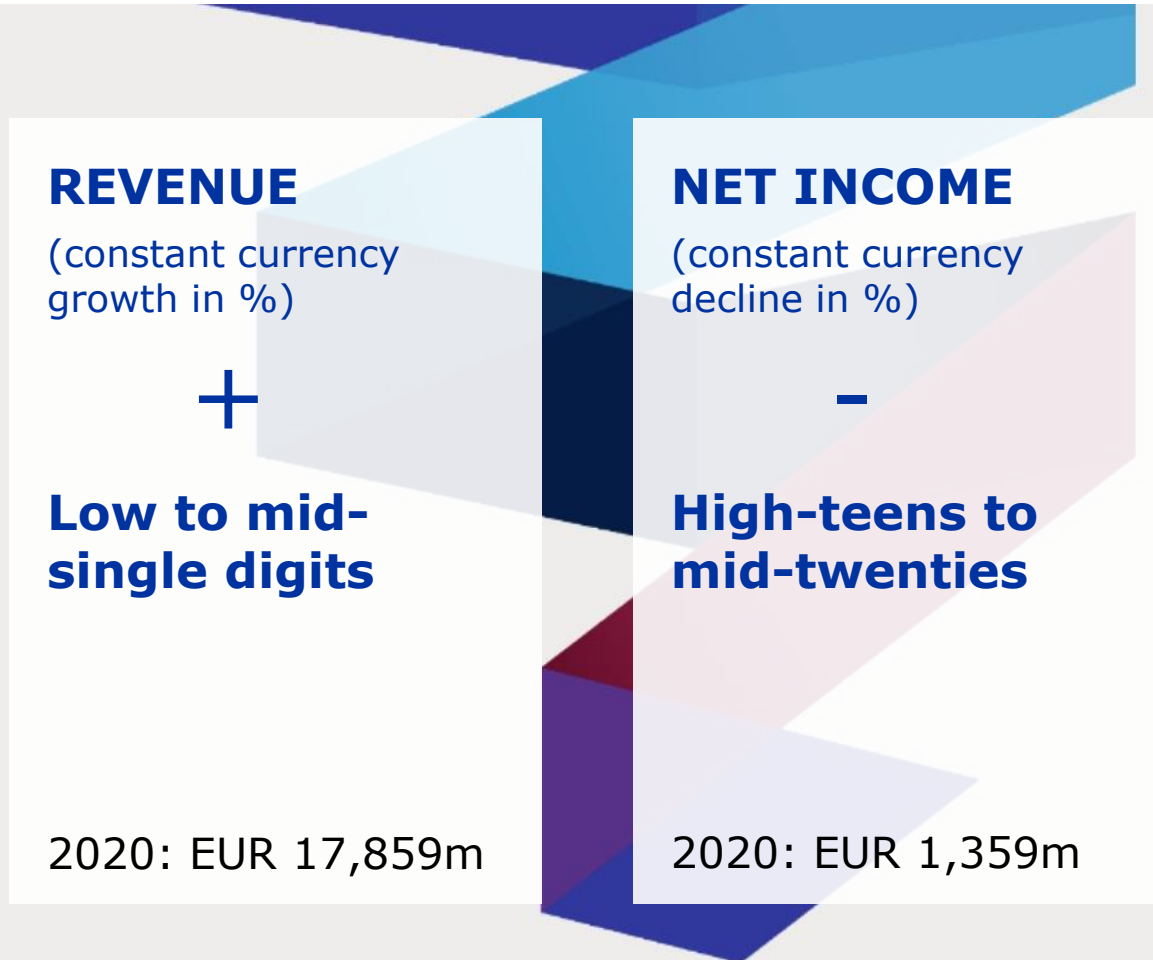 REVENUE
(constant currency
growth in %)
+
Low to mid-
single digits
2020: EUR 17,859m
NET INCOME
(constant currency
decline in %)
-
High-teens to
mid-twenties
2020: EUR 1,359m